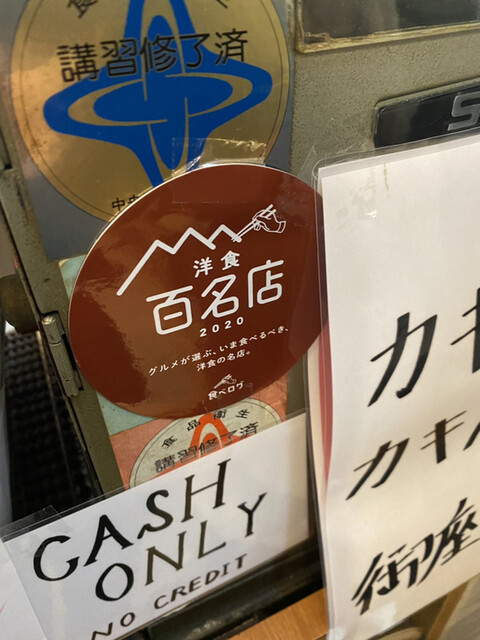 講習修了済
中央
洋食
百名店
2020
グルメが選ぶ、いま食べるべき、
洋食の名店。
食べログ
食品衛生
講習修了済
CASH
ONLY
NO CREDIT
カキ
カキ
御座